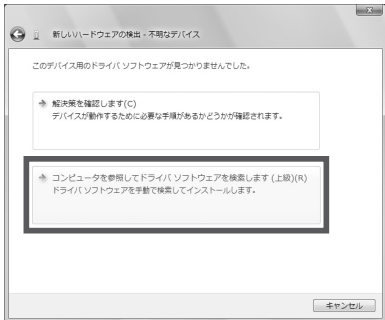 新しいハードウェアの検出 - 不明なデバイス
このデバイス用のドライバ ソフトウェアが見つかりませんでした。
解決策を確認します(C)
デバイスが動作するために必要な手順があるかどうかが確認されます。
コンピュータを参照してドライバ ソフトウェアを検索します (上級)(R)
ドライバ ソフトウェアを手動で検索してインストールします。
キャンセル